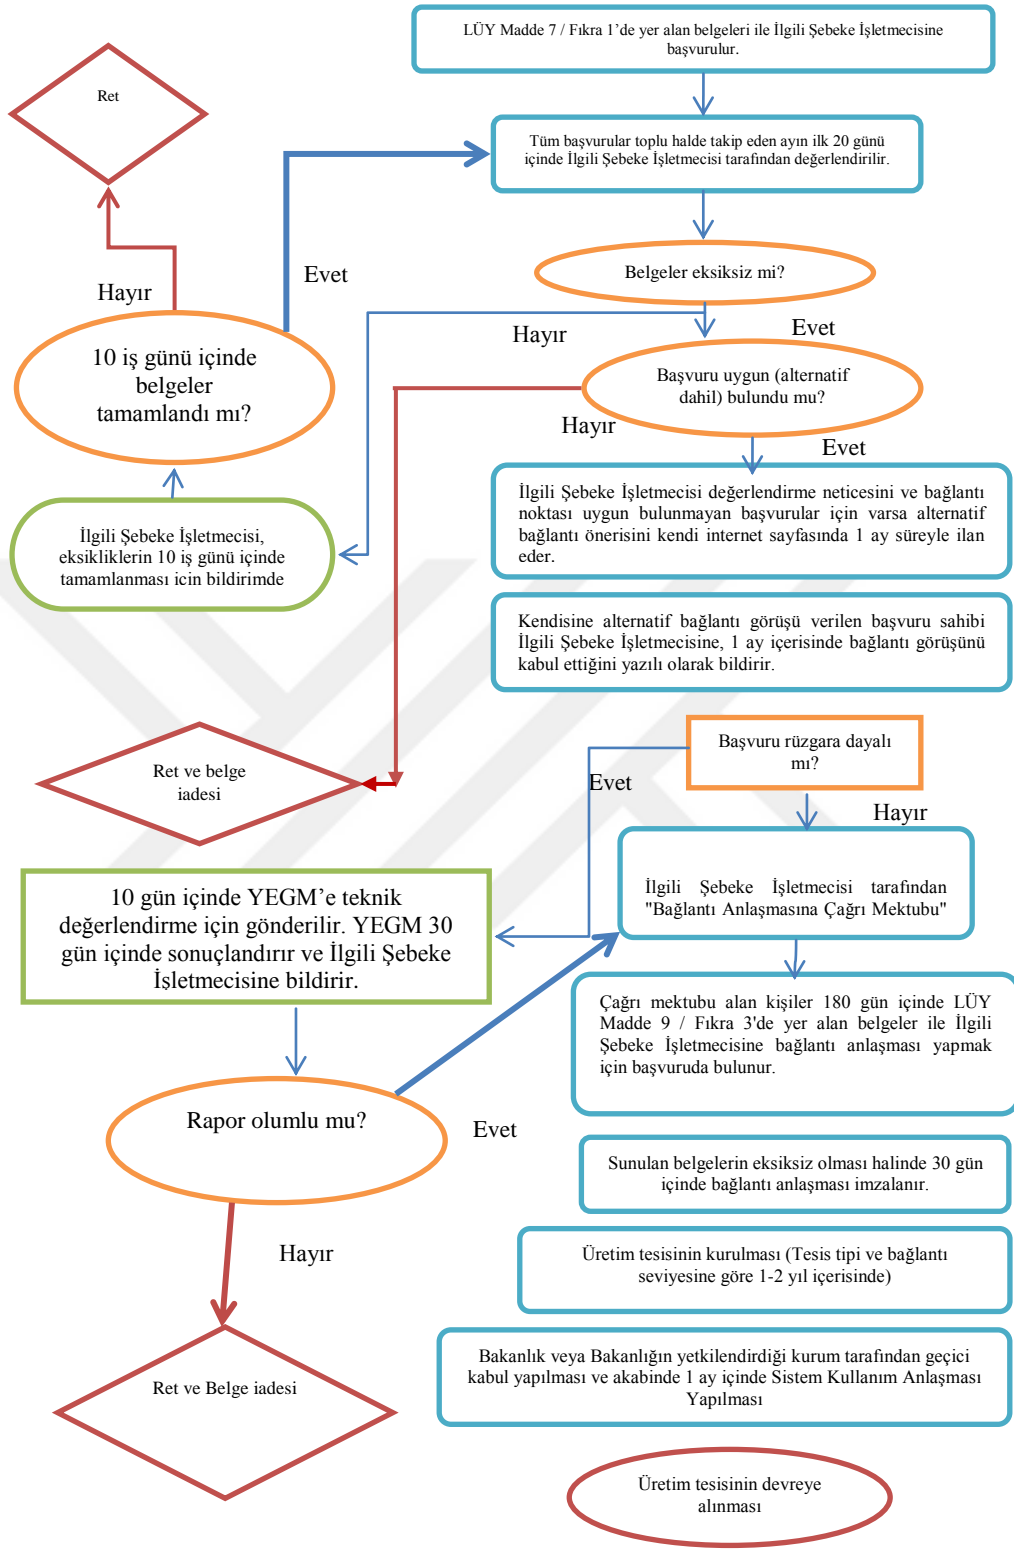 LÜY Madde 7 / Fıkra 1’de yer alan belgeleri ile İlgili Şebeke İşletmecisine
başvurulur.
Ret
Tüm başvurular toplu halde takip eden ayın ilk 20 günü
içinde İlgili Şebeke İşletmecisi tarafından değerlendirilir.
Evet
Belgeler eksiksiz mi?
Hayır
Hayır
Evet
10 iş günü içinde
belgeler
tamamlandı mı?
Başvuru uygun (alternatif
dahil) bulundu mu?
Hayır
Evet
İlgili Şebeke İşletmecisi değerlendirme neticesini ve bağlantı
noktası uygun bulunmayan başvurular için varsa alternatif
bağlantı önerisini kendi internet sayfasında 1 ay süreyle ilan
eder.
İlgili Şebeke İşletmecisi,
eksikliklerin 10 iş günü içinde
tamamlanması icin bildirimde
Kendisine alternatif bağlantı görüşü verilen başvuru sahibi
İlgili Şebeke İşletmecisine, 1 ay içerisinde bağlantı görüşünü
kabul ettiğini yazılı olarak bildirir.
Başvuru rüzgara dayalı
mı?
Ret ve belge
iadesi
Evet
Hayır
10 gün içinde YEGM’e teknik
değerlendirme için gönderilir. YEGM 30
gün içinde sonuçlandırır ve İlgili Şebeke
İşletmecisine bildirir.
İlgili Şebeke İşletmecisi tarafından
"Bağlantı Anlaşmasına Çağrı Mektubu"
Çağrı mektubu alan kişiler 180 gün içinde LÜY
Madde 9 / Fıkra 3'de yer alan belgeler ile İlgili
Şebeke İşletmecisine bağlantı anlaşması yapmak
için başvuruda bulunur.
Rapor olumlu mu?
Evet
Sunulan belgelerin eksiksiz olması halinde 30 gün
içinde bağlantı anlaşması imzalanır.
Hayır
Üretim tesisinin kurulması (Tesis tipi ve bağlantı
seviyesine göre 1-2 yıl içerisinde)
Bakanlık veya Bakanlığın yetkilendirdiği kurum tarafından geçici
kabul yapılması ve akabinde 1 ay içinde Sistem Kullanım Anlaşması
Yapılması
Ret ve Belge iadesi
Üretim tesisinin devreye
alınması